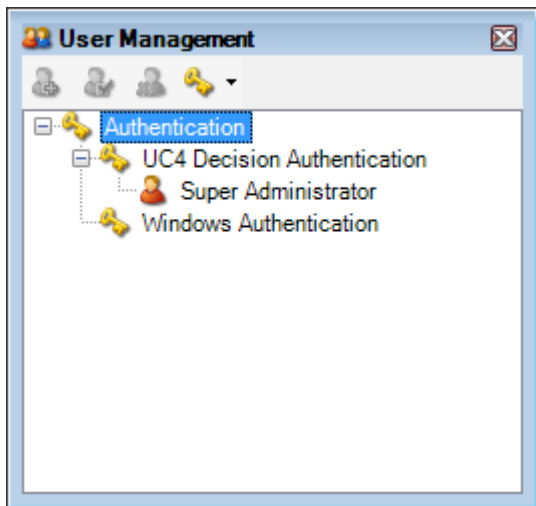 User Management
Authentication
UC4 Decision Authentication
Super Administrator
Windows Authentication